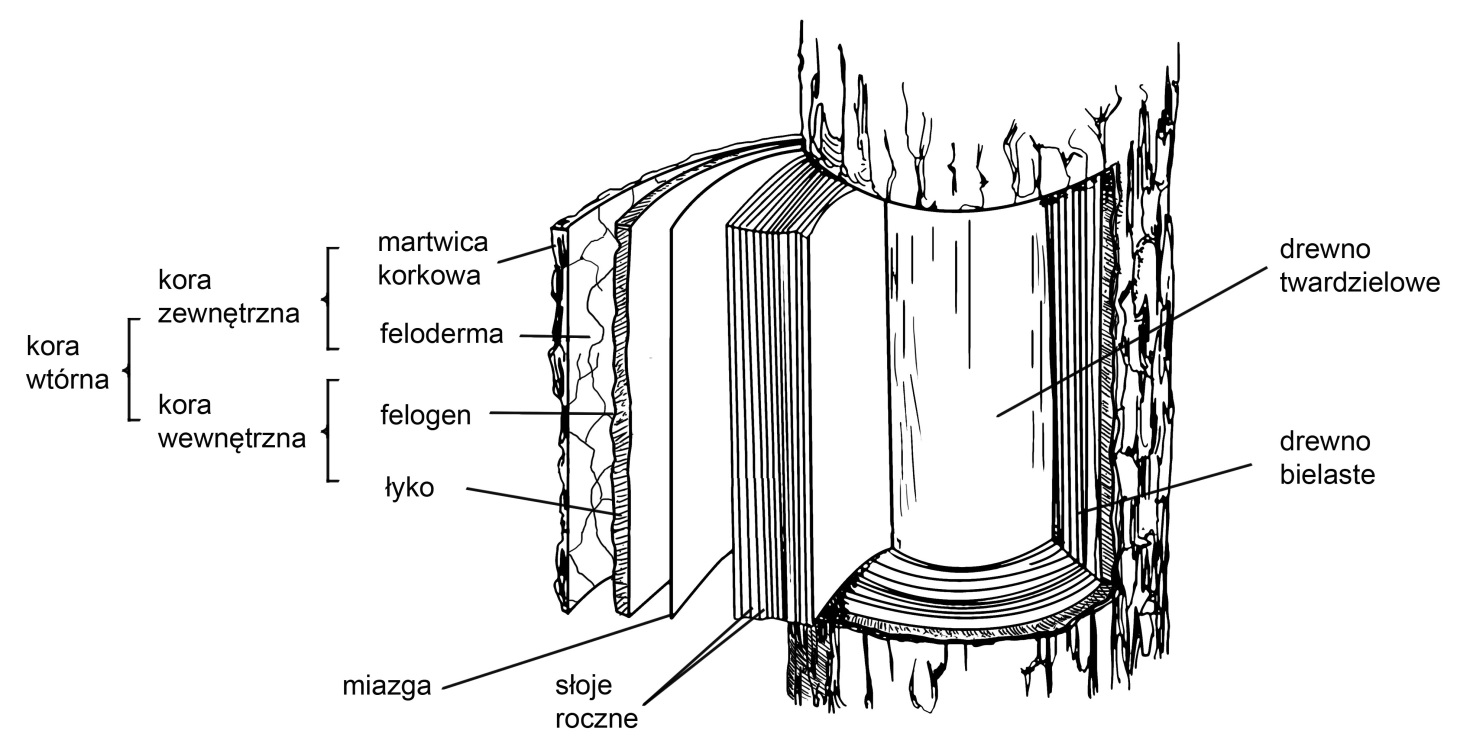 kora
wtórna
kora
zewnętrzna
kora
wewnętrzna
martwica
korkowa
feloderma
felogen
łyko
miazga
słoje
roczne
drewno
twardzielowe
drewno
bielaste